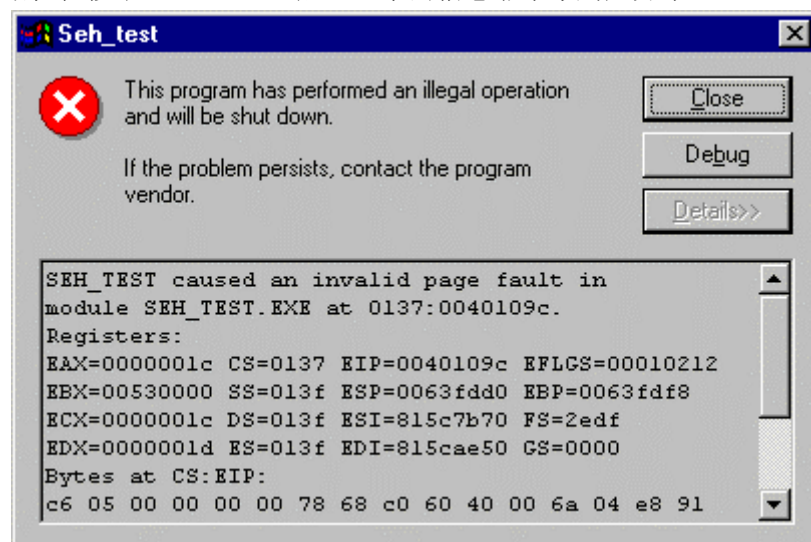 Seh_test
This program has performed an illegal operation
and will be shut down.
If the problem persists, contact the program
vendor.
Close
Debug
Details>>
SEH_TEST caused an invalid page fault in
module SEH_TEST.EXE at 0137:0040109c.
Registers:
EAX=0000001c CS=0137 EIP=0040109c EFLGS=00010212
EBX=00530000 SS=013f ESP=0063fdd0 EBP=0063fdf8
ECX=0000001c DS=013f ESI=815c7b70 FS=2edf
EDX=0000001d ES=013f EDI=815cae50 GS=0000
Bytes at CS:EIP:
c6 05 00 00 00 00 78 68 c0 60 40 00 6a 04 e8 91